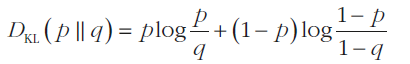 D_KL (p || q) = p log p/q + (1 − p) log 1 − p/1 − q